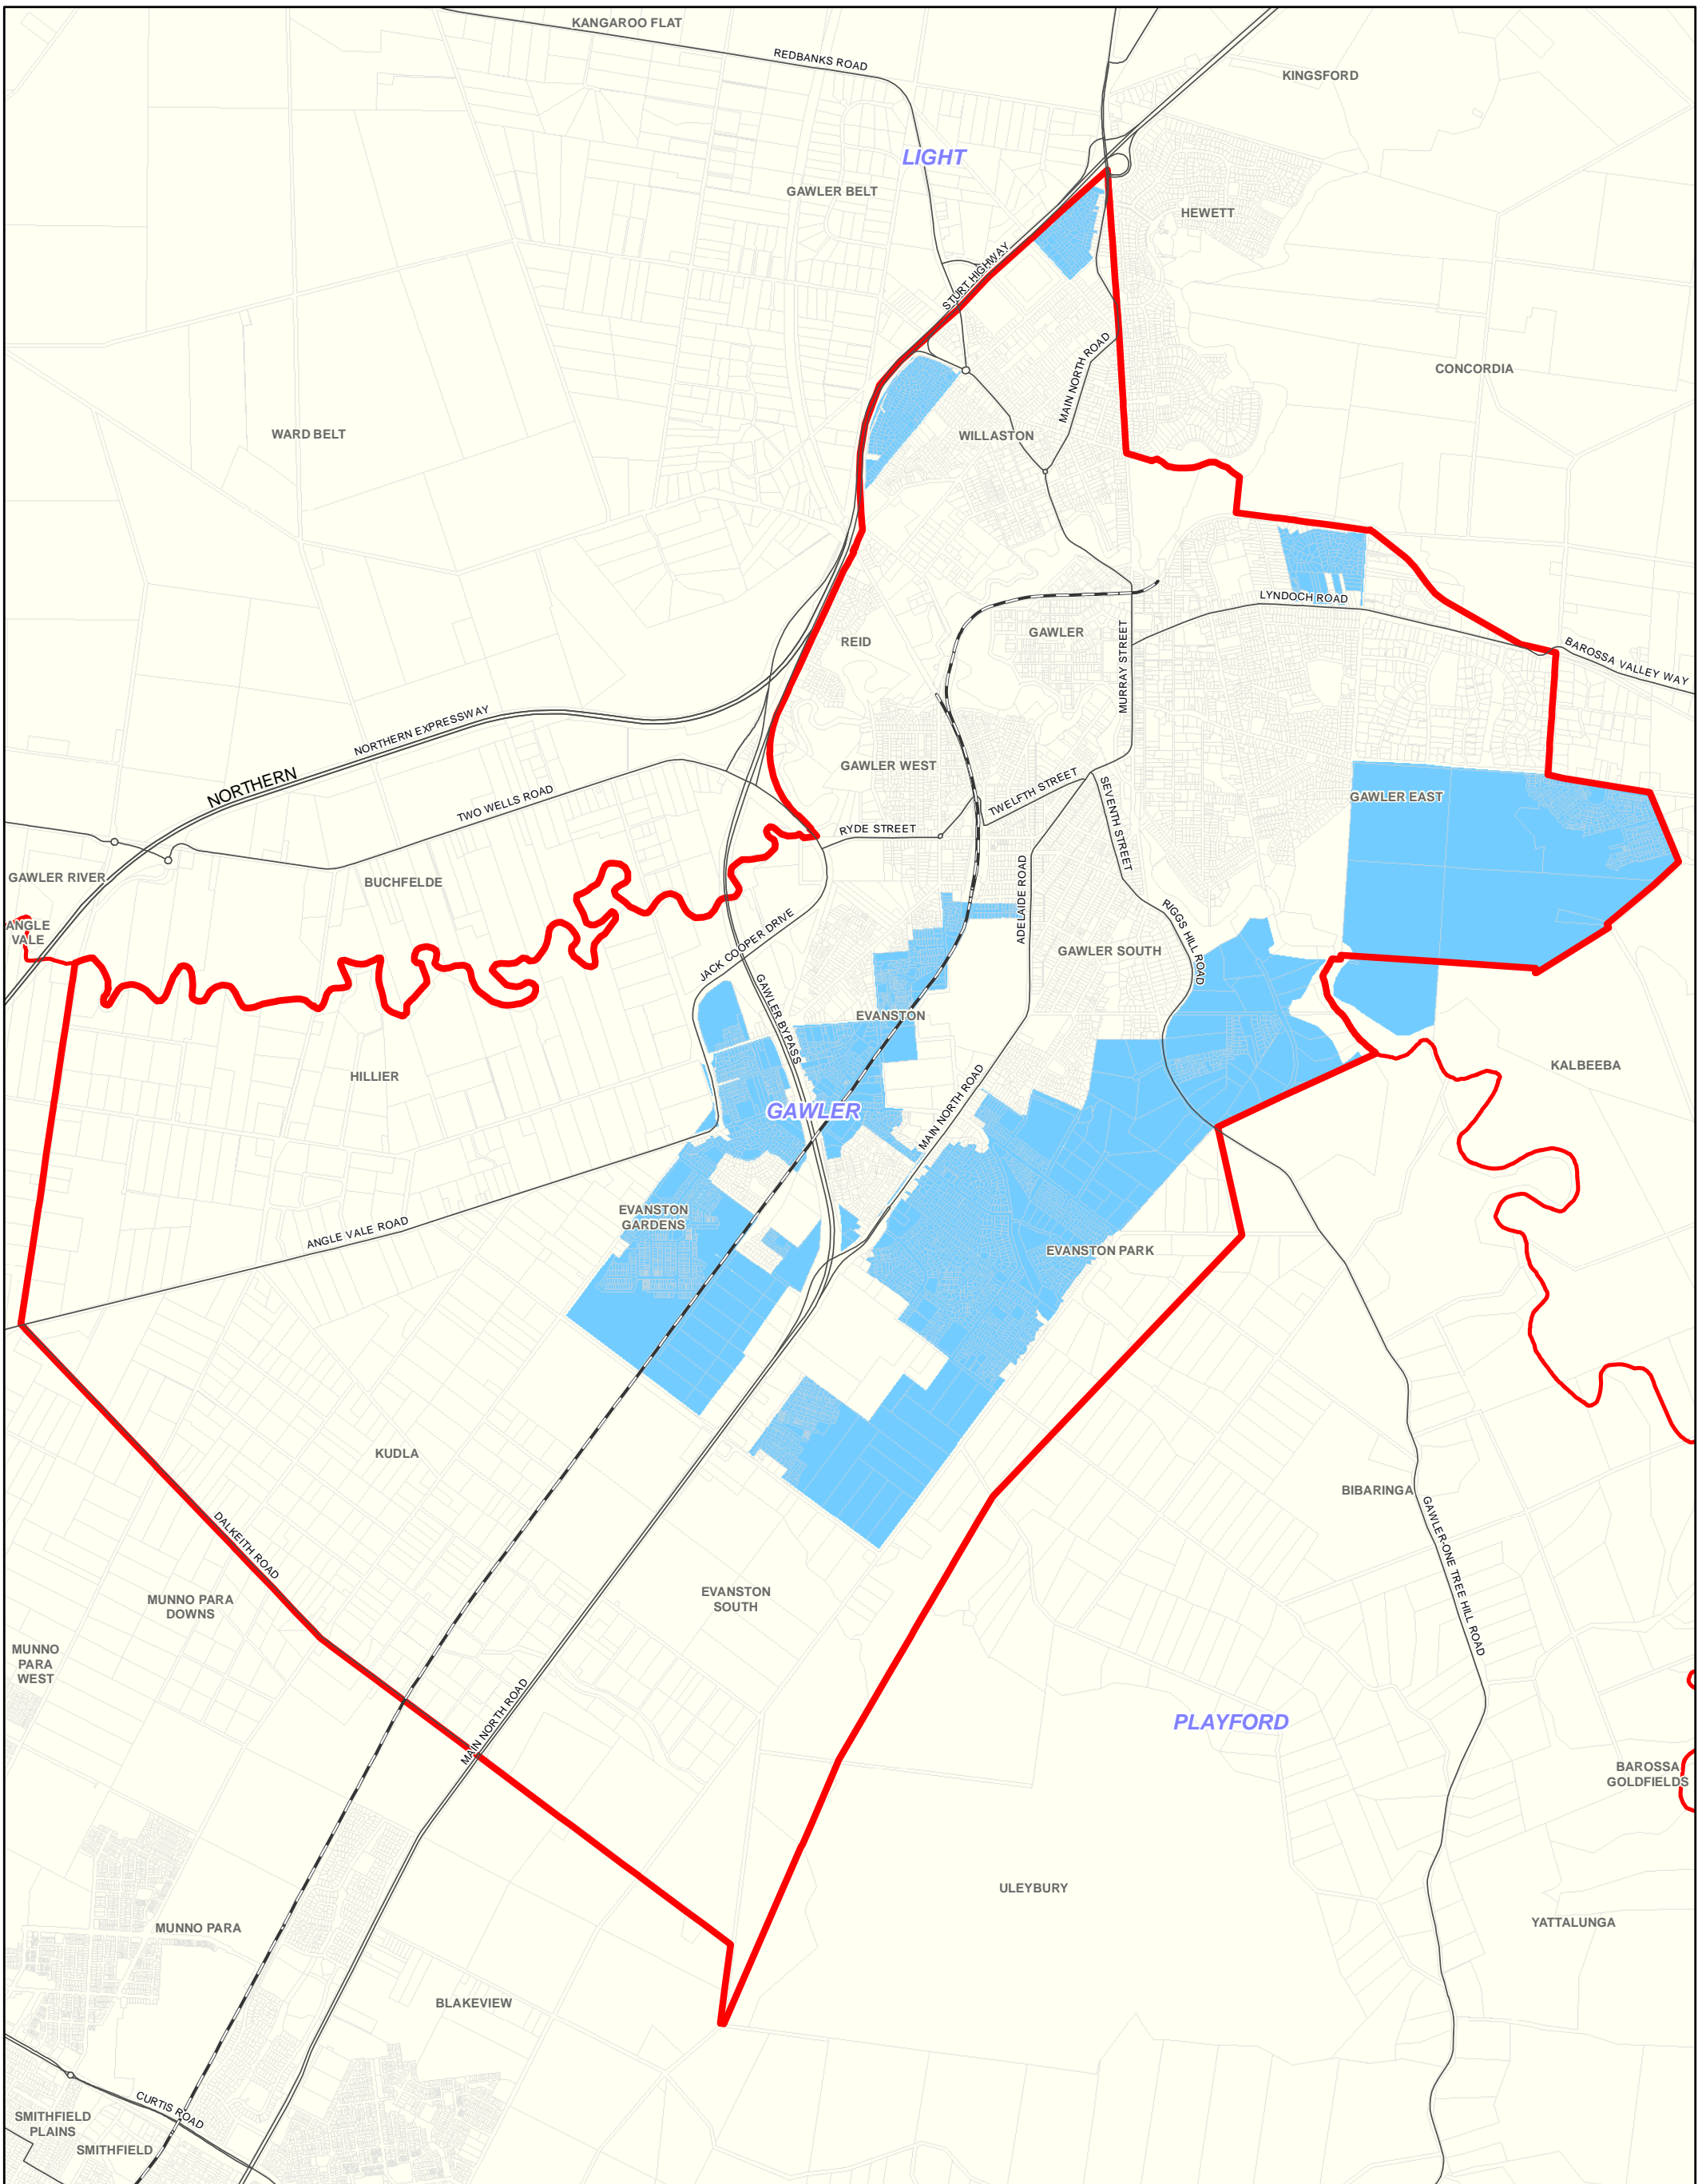 KANGAROO FLAT
REDBANKS ROAD
KINGSFORD
LIGHT
GAWLER BELT
HEWETT
STURT HIGHWAY
MAIN NORTH ROAD
CONCORDIA
WARD BELT
WILLASTON
LYNDOCH ROAD
REID
GAWLER
MURRAY STREET
BAROSSA VALLEY WAY
NORTHERN EXPRESSWAY
NORTHERN
GAWLER WEST
TWO WELLS ROAD
TWELFTH STREET
SEVENTH STREET
GAWLER EAST
RYDE STREET
GAWLER RIVER
BUCHFELDE
ADELAIDE ROAD
ANGLE
VALE
JACK COOPER DRIVE
RIGGS HILL ROAD
GAWLER SOUTH
GAWLER BYPASS
EVANSTON
HILLIER
KALBEEBA
MAIN NORTH ROAD
GAWLER
EVANSTON
GARDENS
ANGLE VALE ROAD
EVANSTON PARK
KUDLA
BIBARINGA
DALKEITH ROAD
GAWLER-ONE TREE HILL ROAD
MUNNO PARA
DOWNS
EVANSTON
SOUTH
MUNNO
PARA
WEST
MAIN NORTH ROAD
PLAYFORD
BAROSSA
GOLDFIELDS
ULEYBURY
MUNNO PARA
YATTALUNGA
BLAKEVIEW
CURTIS ROAD
SMITHFIELD
PLAINS
SMITHFIELD